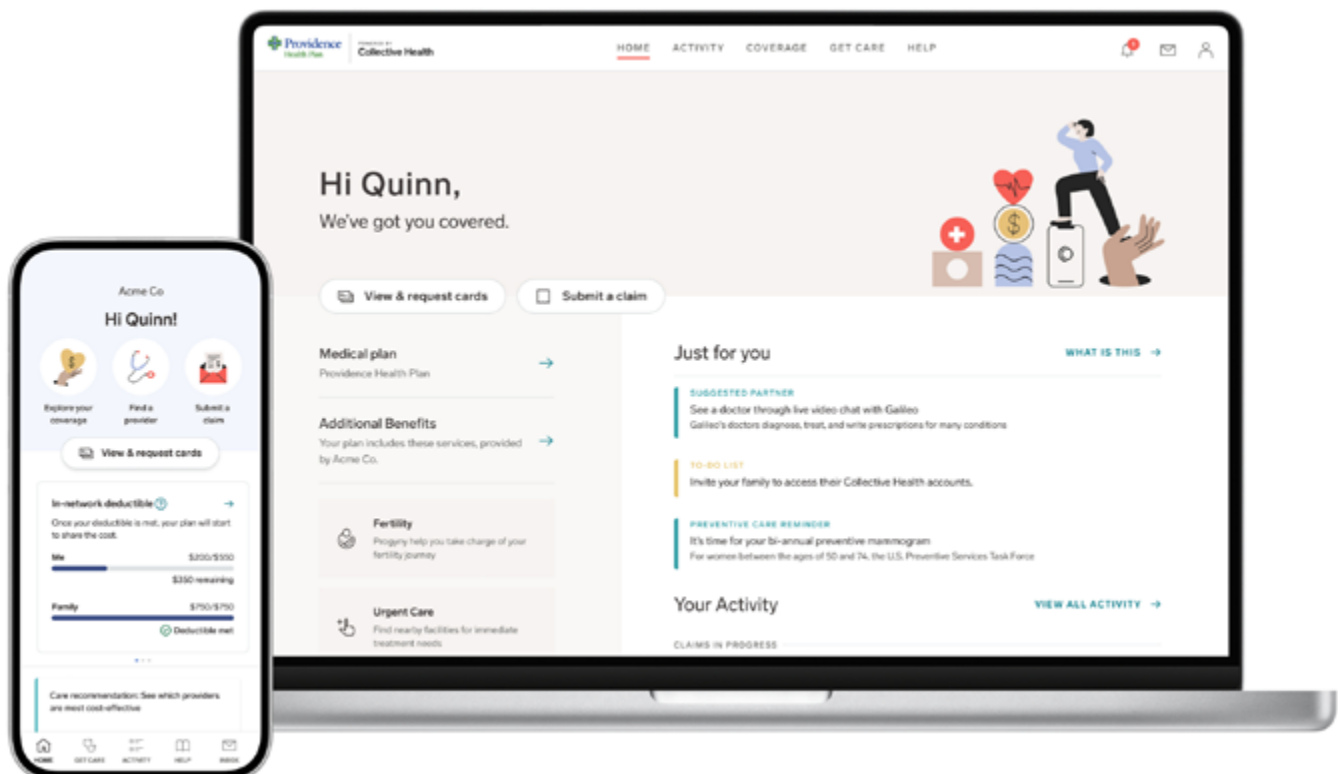 Providence
Health Plan
POWERED BY
Collective Health
HOME
ACTIVITY
COVERAGE
GET CARE
HELP
Hi Quinn,
We've got you covered.
View & request cards
Submit a claim
Medical plan
Providence Health Plan
Additional Benefits
Your plan includes these services, provided
by Acme Co.
Fertility
Progyny help you take charge of your
fertility journey
Urgent Care
Find nearby facilities for immediate
treatment needs
Just for you
WHAT IS THIS
SUGGESTED PARTNER
See a doctor through live video chat with Galileo
Galileo's doctors diagnose, treat, and write prescriptions for many conditions
TO-DO LIST
Invite your family to access their Collective Health accounts.
PREVENTIVE CARE REMINDER
It's time for your bi-annual preventive mammogram
For women between the ages of 50 and 74, the U.S. Preventive Services Task Force
Your Activity
VIEW ALL ACTIVITY
CLAIMS IN PROGRESS
Acme Co
Hi Quinn!
Explore your
coverage
Find a
provider
Submit a
claim
View & request cards
In-network deductible
Once your deductible is met, your plan will start
to share the cost.
Me
$200/$550
$350 remaining
Family
$750/$750
Deductible met
Care recommendation: See which providers
are most cost-effective
HOME
GET CARE
ACTIVITY
HELP
INBOX